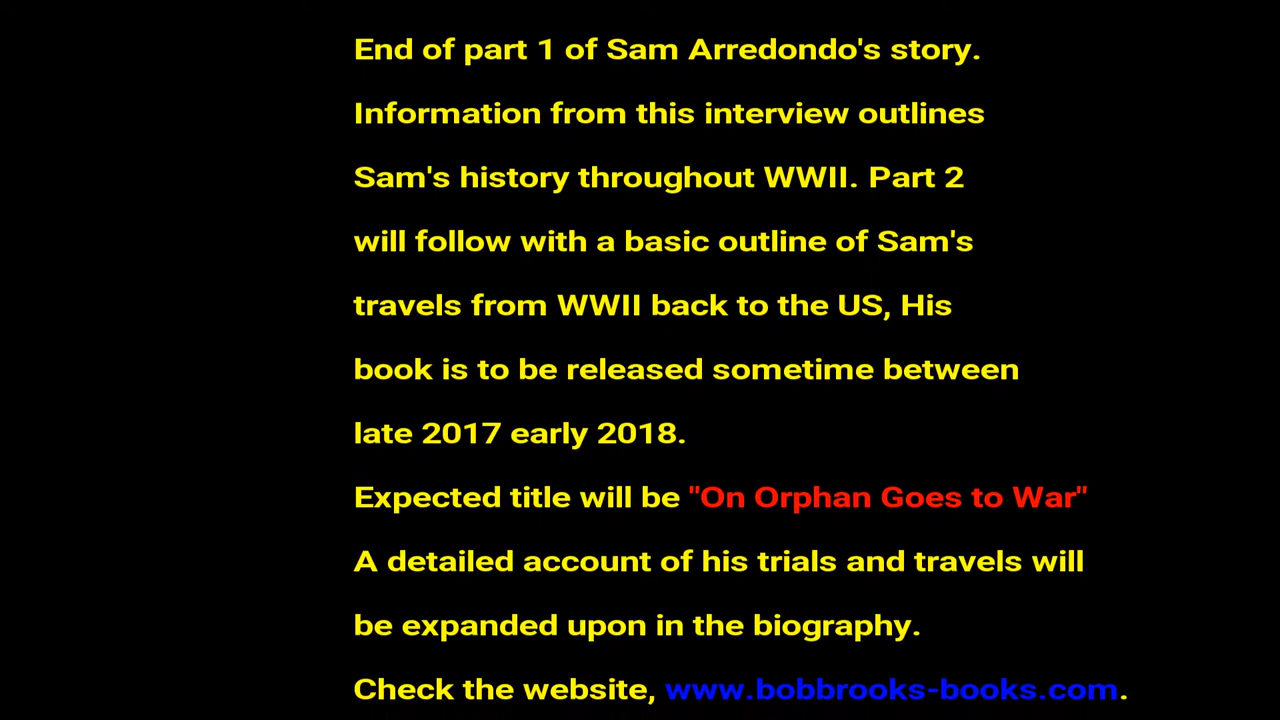 End of part 1 of Sam Arredondo's story.
Information from this interview outlines
Sam's history throughout WWII. Part 2
will follow with a basic outline of Sam's
travels from WWII back to the US, His
book is to be released sometime between
late 2017 early 2018.
Expected title will be "On Orphan Goes to War"
A detailed account of his trials and travels will
be expanded upon in the biography.
Check the website, www.bobbrooks-books.com.